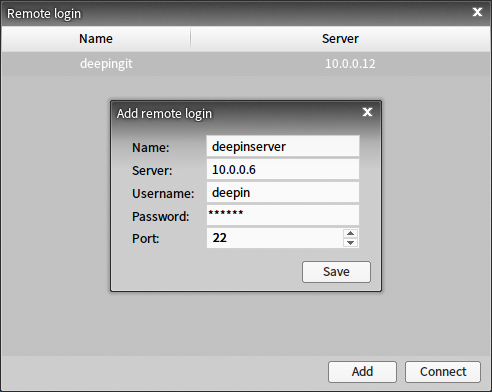 Remote login x
Name Server
deepingit 10.0.0.12
Add remote login x
Name: deepinserver
Server: 10.0.0.6
Username: deepin
Password: ******
Port: 22
Save
Add Connect